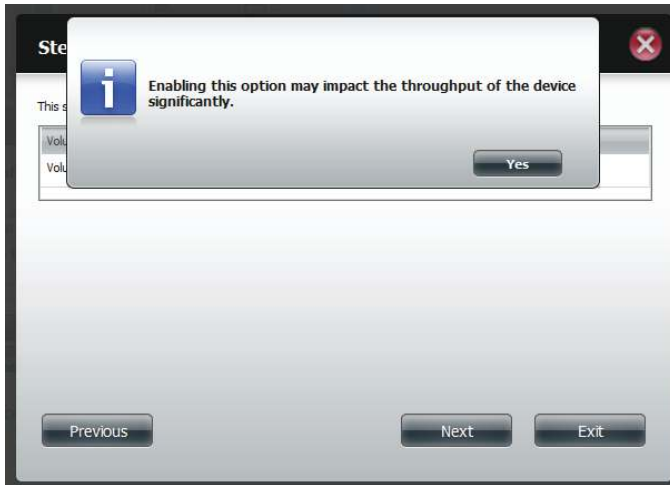 Ste
Enabling this option may impact the throughput of the device
significantly.
This s
Volu
Yes
Volu
Previous
Next
Exit